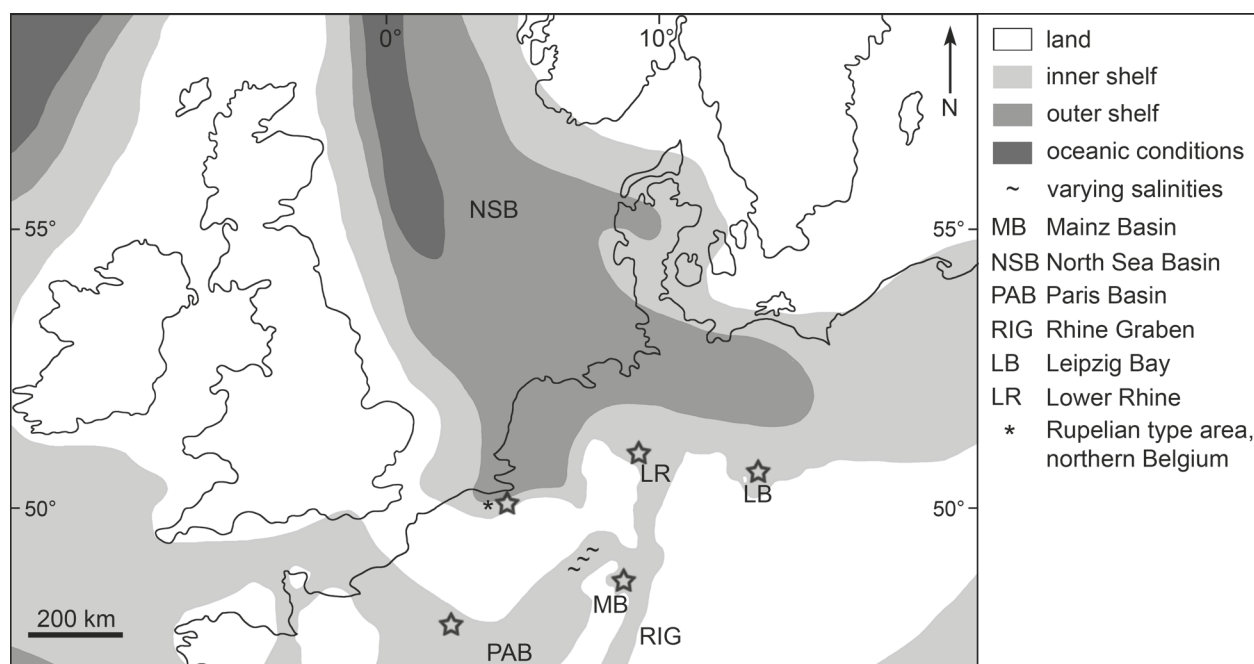 0°
10°
N
55°
55°
50°
50°
NSB
LR
LB
*
~
~
~
MB
RIG
PAB
200 km
land
inner shelf
outer shelf
oceanic conditions
~ varying salinities
MB Mainz Basin
NSB North Sea Basin
PAB Paris Basin
RIG Rhine Graben
LB Leipzig Bay
LR Lower Rhine
* Rupelian type area,
northern Belgium